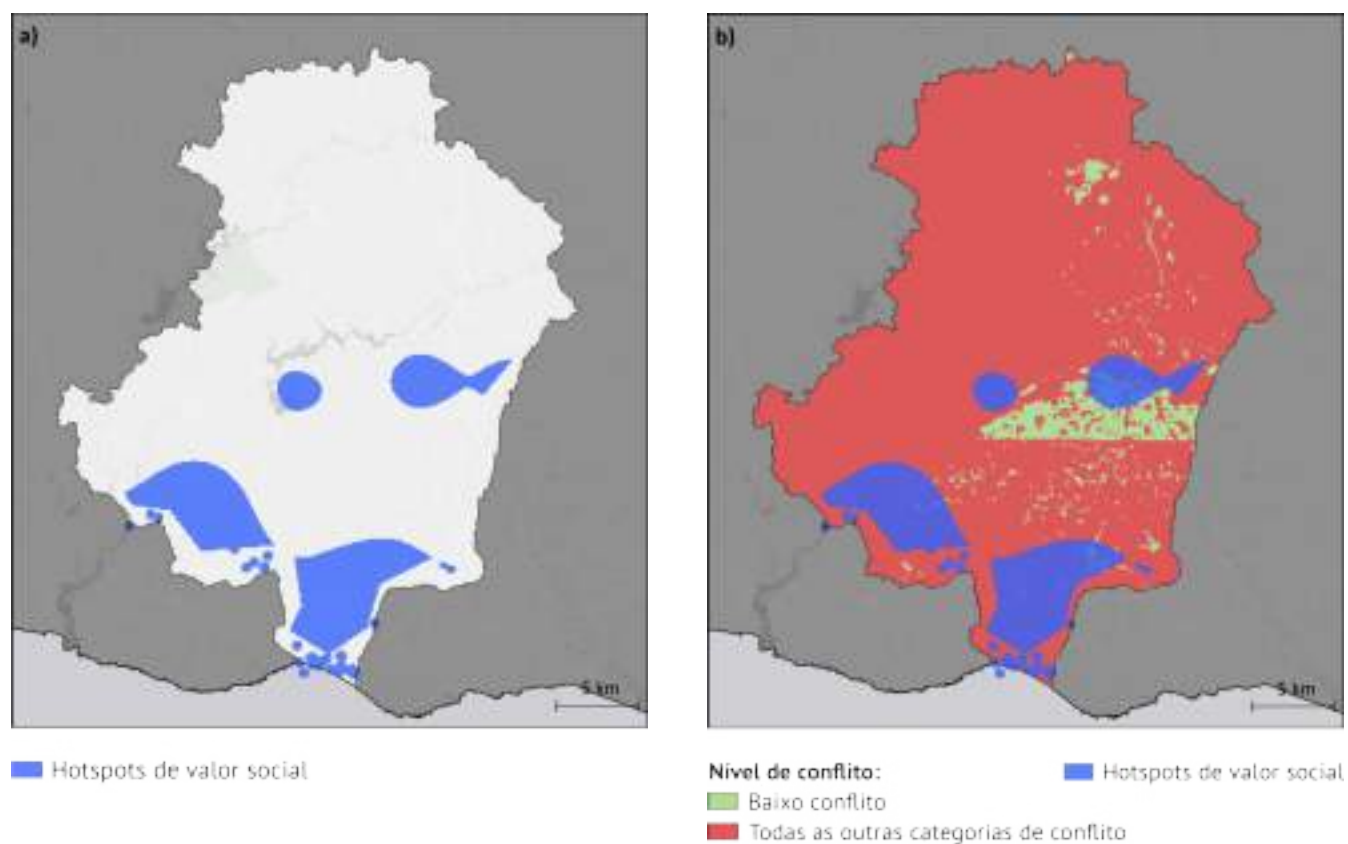 a)
b)
5 km
5 km
Hotspots de valor social
Nível de conflito:
Hotspots de valor social
Baixo conflito
Todas as outras categorias de conflito